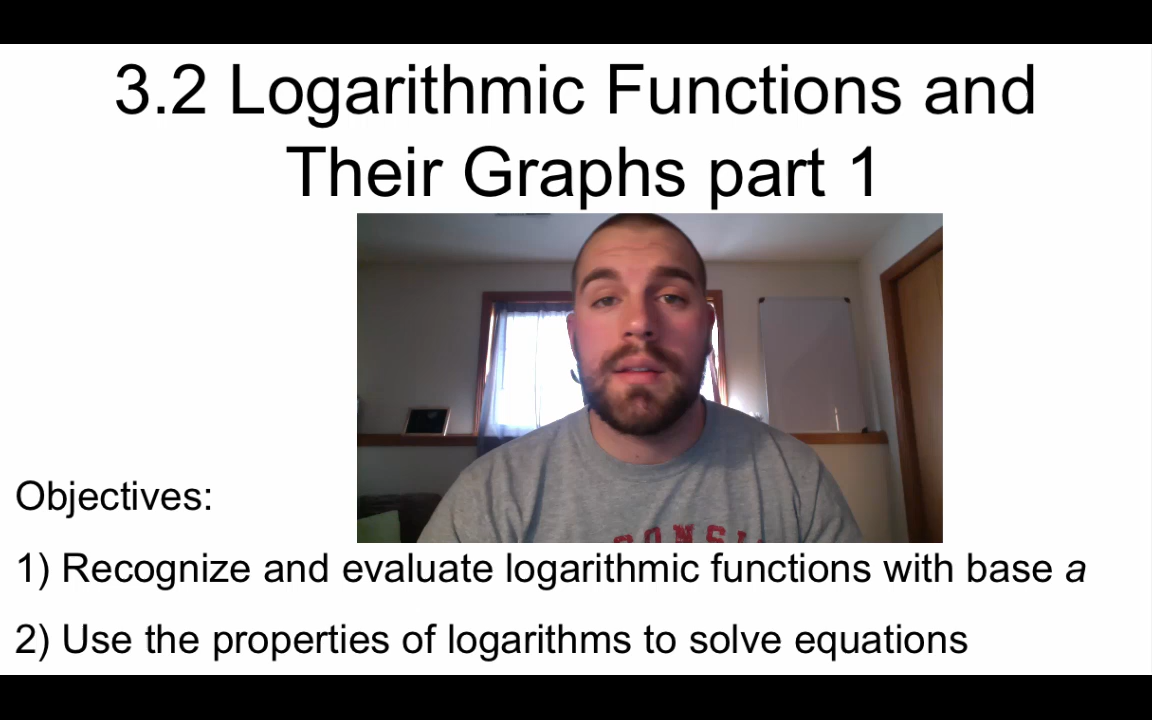 3.2 Logarithmic Functions and
Their Graphs part 1
Objectives:
1) Recognize and evaluate logarithmic functions with base a
2) Use the properties of logarithms to solve equations